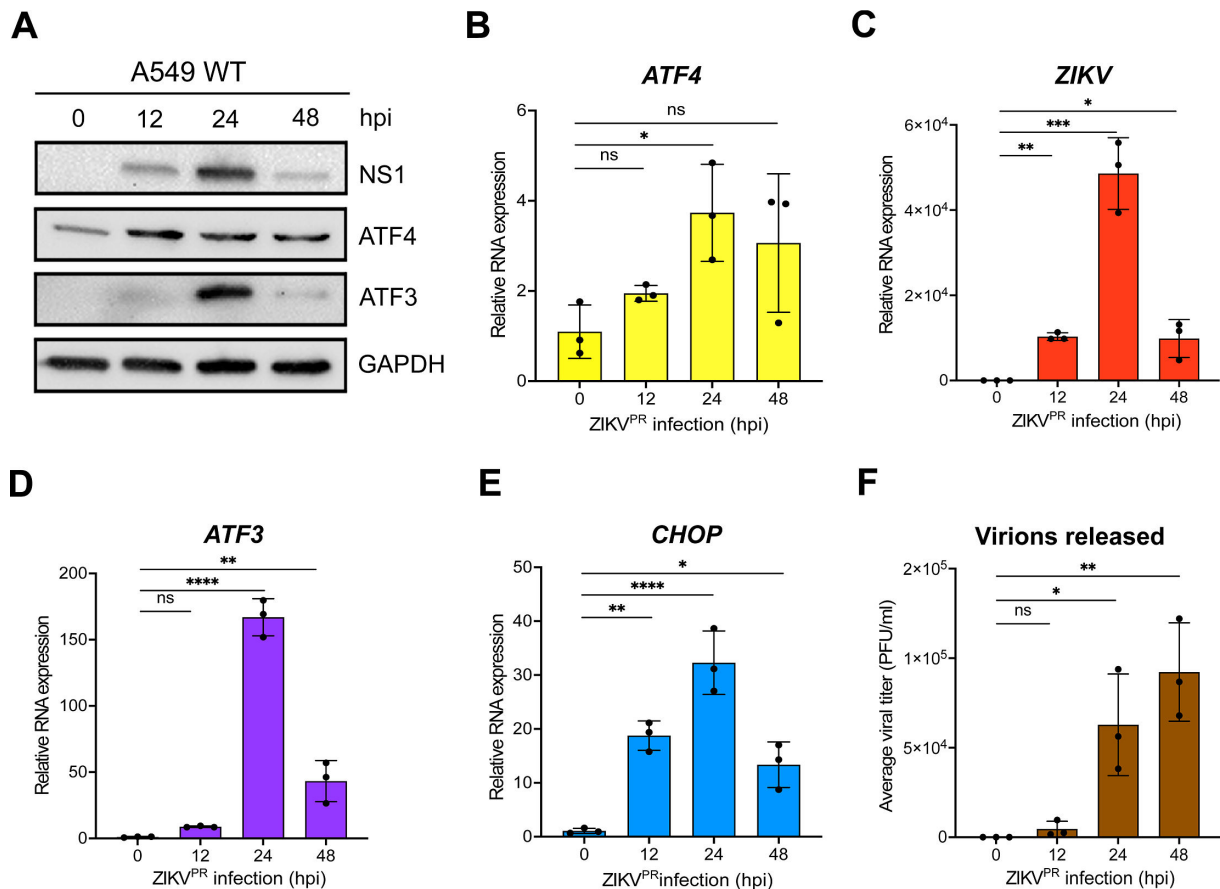 A
A549 WT
0 12 24 48 hpi
NS1
ATF4
ATF3
GAPDH
B
ATF4
ns
*
ns
Relative RNA expression
6
4
2
0
0 12 24 48
ZIKVPR infection (hpi)
C
ZIKV
*
***
**
Relative RNA expression
6×10⁴
4×10⁴
2×10⁴
0
0 12 24 48
ZIKVPR infection (hpi)
D
ATF3
**
****
ns
Relative RNA expression
200
150
100
50
0
0 12 24 48
ZIKVPR infection (hpi)
E
CHOP
*
****
**
Relative RNA expression
50
40
30
20
10
0
0 12 24 48
ZIKVPRinfection (hpi)
F
Virions released
**
*
ns
Average viral titer (PFU/ml)
2×10⁵
1×10⁵
5×10⁴
0
0 12 24 48
ZIKVPR infection (hpi)